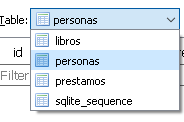 Table: personas
id
libros
personas
Filter
prestamos
sqlite_sequence